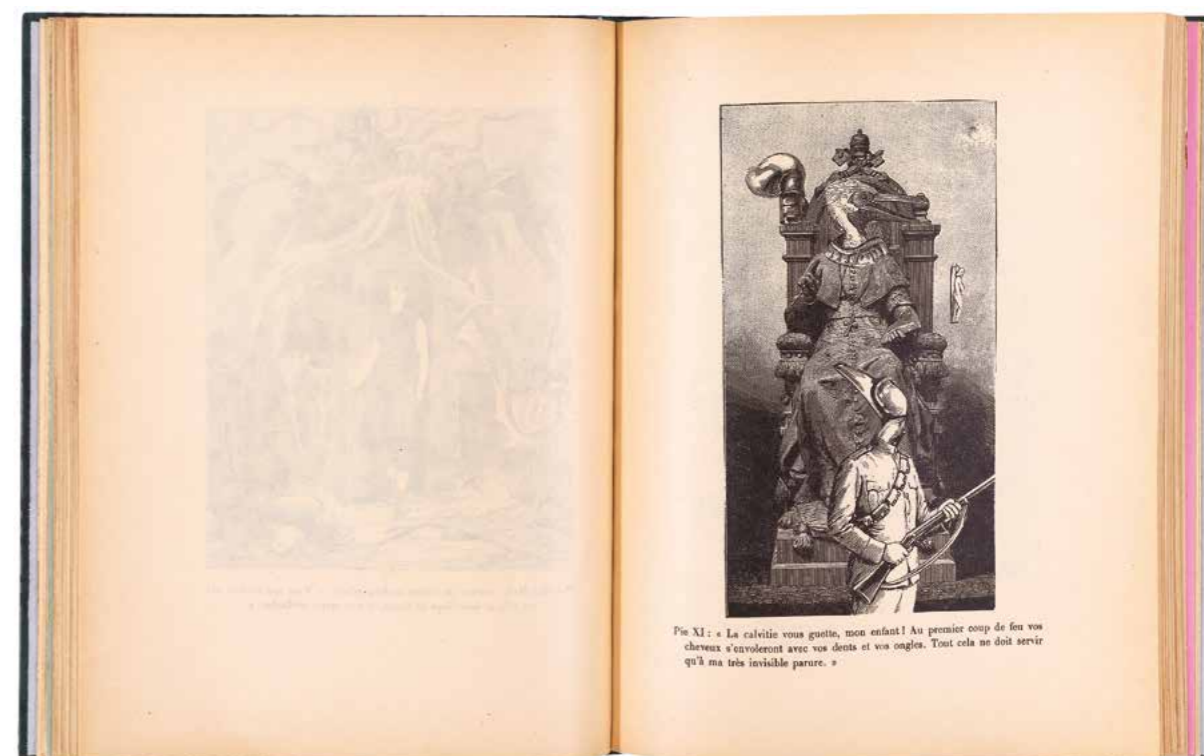 Pie XI : « La calvitie vous guette, mon enfant ! Au premier coup de feu vos
cheveux s'envoleront avec vos dents et vos ongles. Tout cela ne doit servir
qu'à ma très invisible parure. »